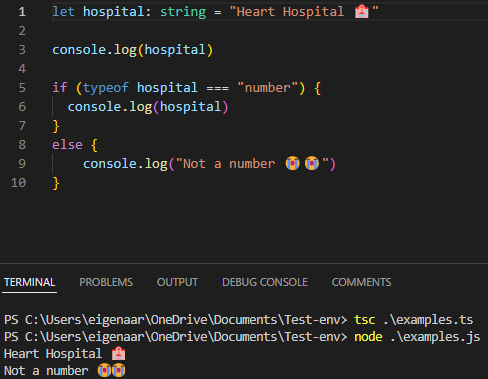 1 let hospital: string = "Heart Hospital 🏥"
2
3 console.log(hospital)
4
5 if (typeof hospital === "number") {
6   console.log(hospital)
7 }
8 else {
9     console.log("Not a number 😭😭")
10 }
TERMINAL PROBLEMS OUTPUT DEBUG CONSOLE COMMENTS
PS C:\Users\eigenaar\OneDrive\Documents\Test-env> tsc .\examples.ts
PS C:\Users\eigenaar\OneDrive\Documents\Test-env> node .\examples.js
Heart Hospital 🏥
Not a number 😭😭